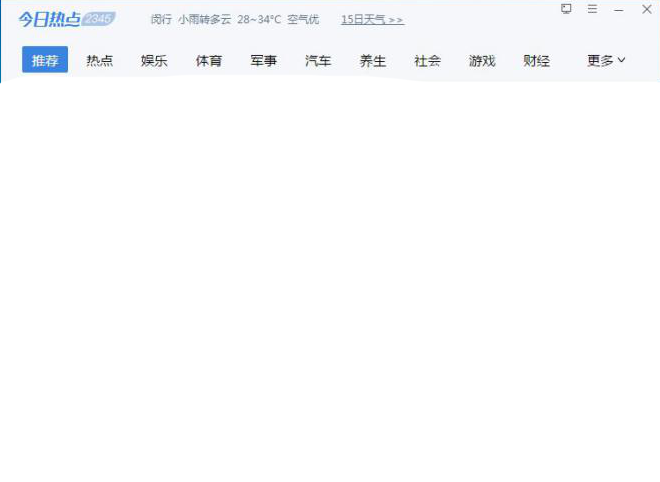 今日热点 2345 闵行 小雨转多云 28~34℃ 空气优 15日天气>>
推荐 热点 娱乐 体育 军事 汽车 养生 社会 游戏 财经 更多